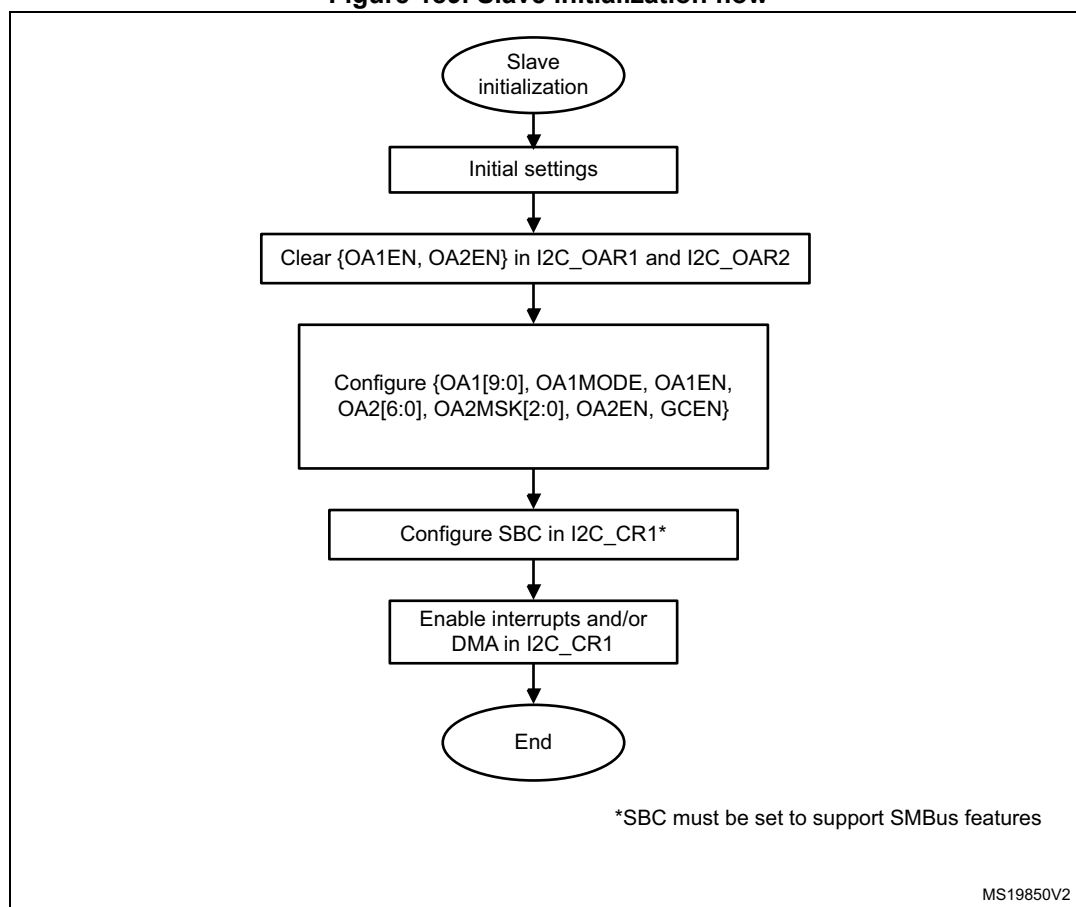 Slave
initialization
Initial settings
Clear {OA1EN, OA2EN} in I2C_OAR1 and I2C_OAR2
Configure {OA1[9:0], OA1MODE, OA1EN,
OA2[6:0], OA2MSK[2:0], OA2EN, GCEN}
Configure SBC in I2C_CR1*
Enable interrupts and/or
DMA in I2C_CR1
End
*SBC must be set to support SMBus features
MS19850V2